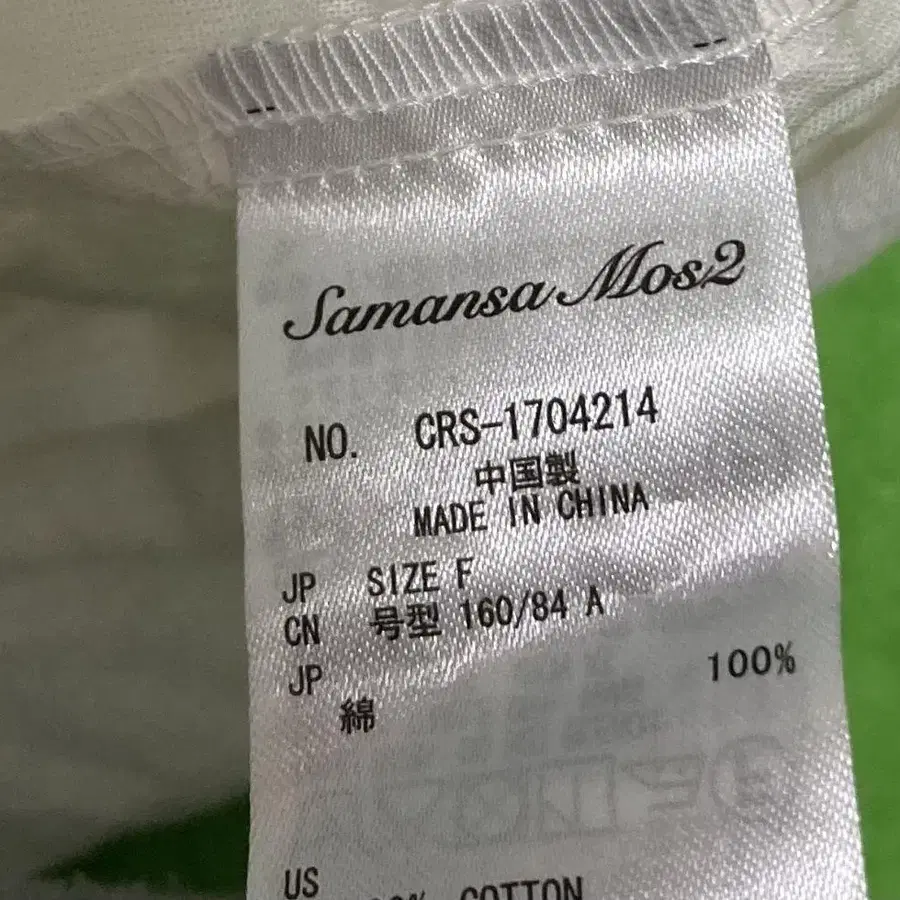 Samansa Mos2
NO. CRS-1704214
中国製
MADE IN CHINA
JP SIZE F
CN 号型 160/84 A
JP
100%
綿
US
COTTON